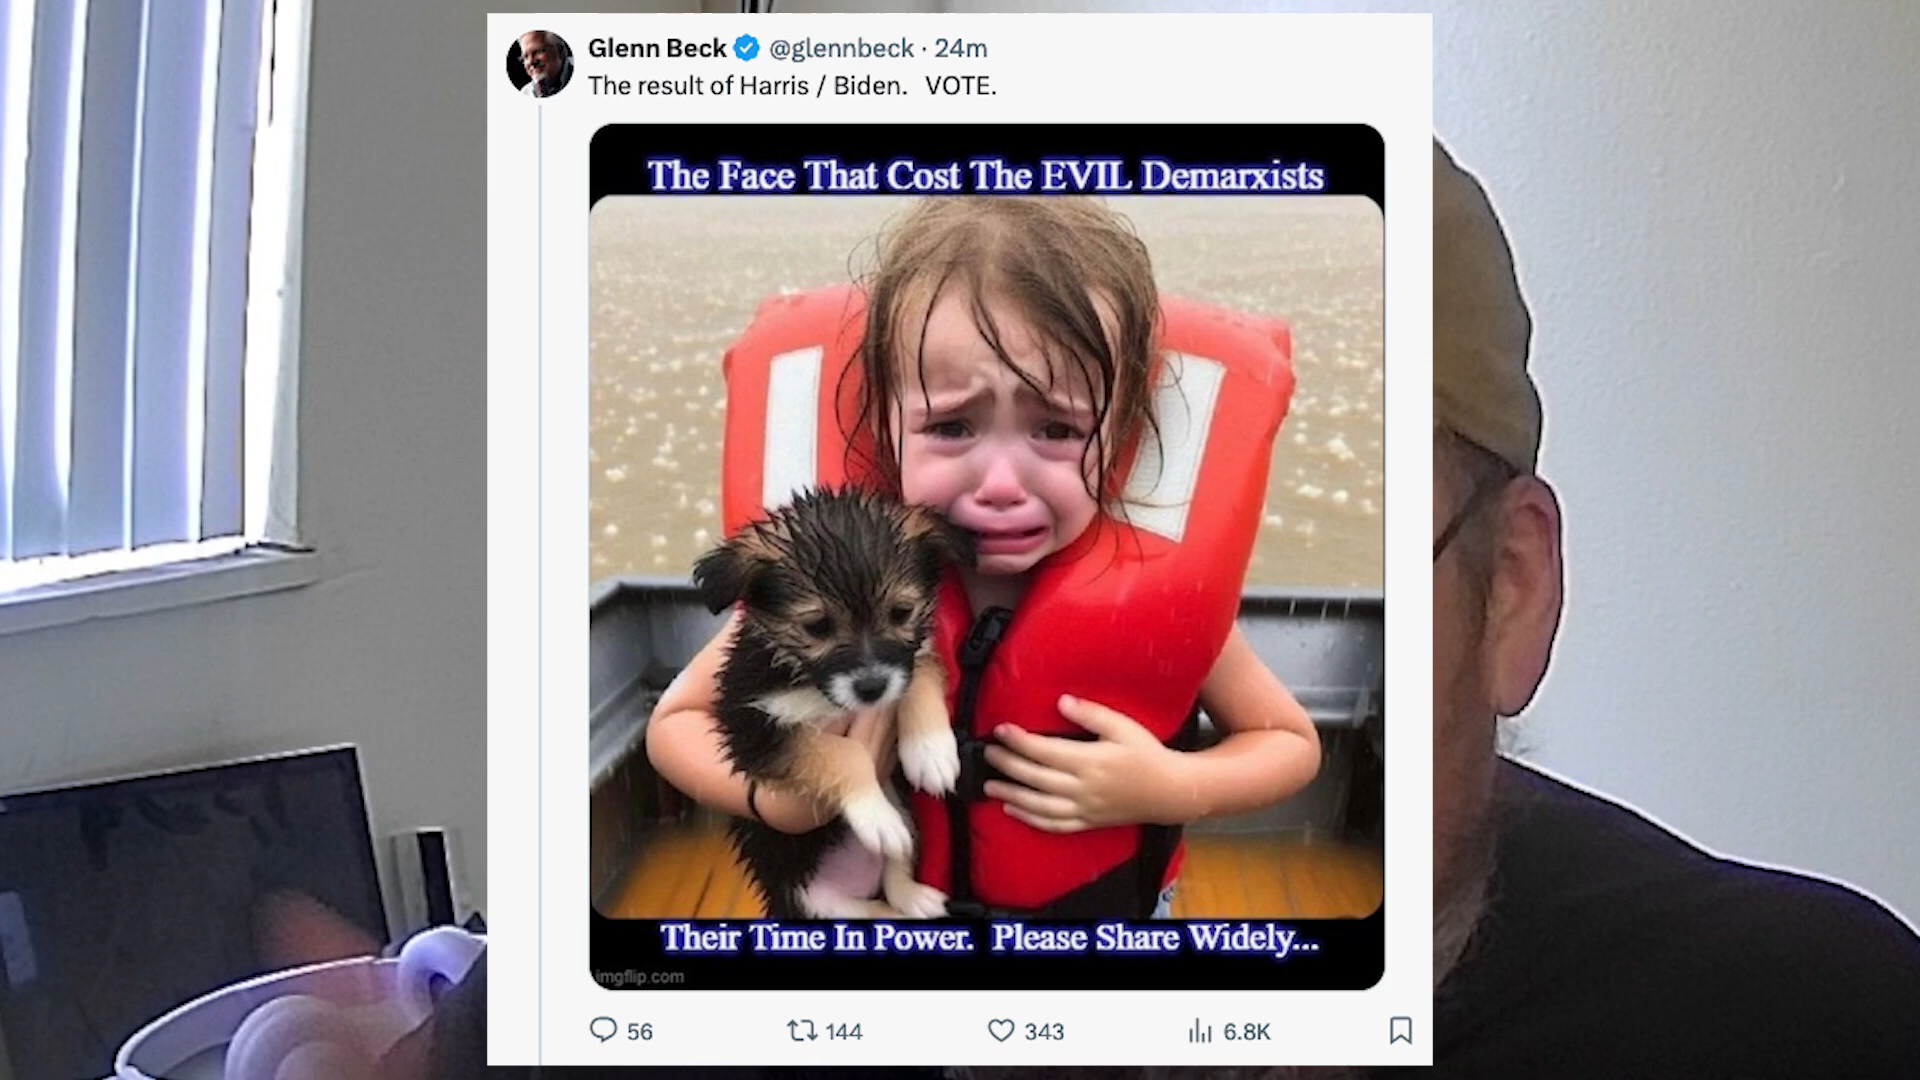 Glenn Beck @glennbeck · 24m
The result of Harris / Biden. VOTE.
The Face That Cost The EVIL Demarxists
Their Time In Power. Please Share Widely...
imgflip.com
56 144 343 6.8K